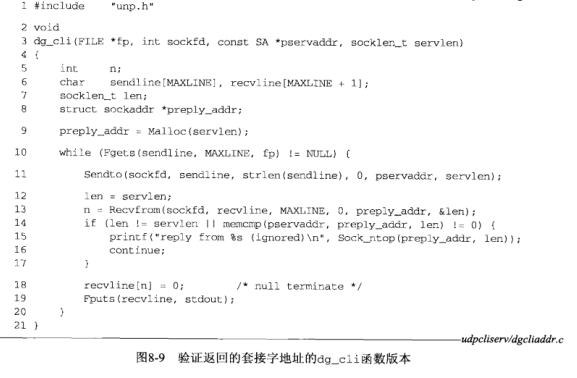 1 #include    "unp.h"
2 void
3 dg_cli(FILE *fp, int sockfd, const SA *pservaddr, socklen_t servlen)
4 {
5     int     n;
6     char    sendline[MAXLINE], recvline[MAXLINE + 1];
7     socklen_t len;
8     struct sockaddr *preply_addr;
9     preply_addr = Malloc(servlen);
10     while (Fgets(sendline, MAXLINE, fp) != NULL) {
11         Sendto(sockfd, sendline, strlen(sendline), 0, pservaddr, servlen);
12         len = servlen;
13         n = Recvfrom(sockfd, recvline, MAXLINE, 0, preply_addr, &len);
14         if (len != servlen || memcmp(pservaddr, preply_addr, len) != 0) {
15             printf("reply from %s (ignored)\n", Sock_ntop(preply_addr, len));
16             continue;
17         }
18         recvline[n] = 0;        /* null terminate */
19         Fputs(recvline, stdout);
20     }
21 }
udpcliserv/dgcliaddr.c
图8-9 验证返回的套接字地址的dg_cli函数版本